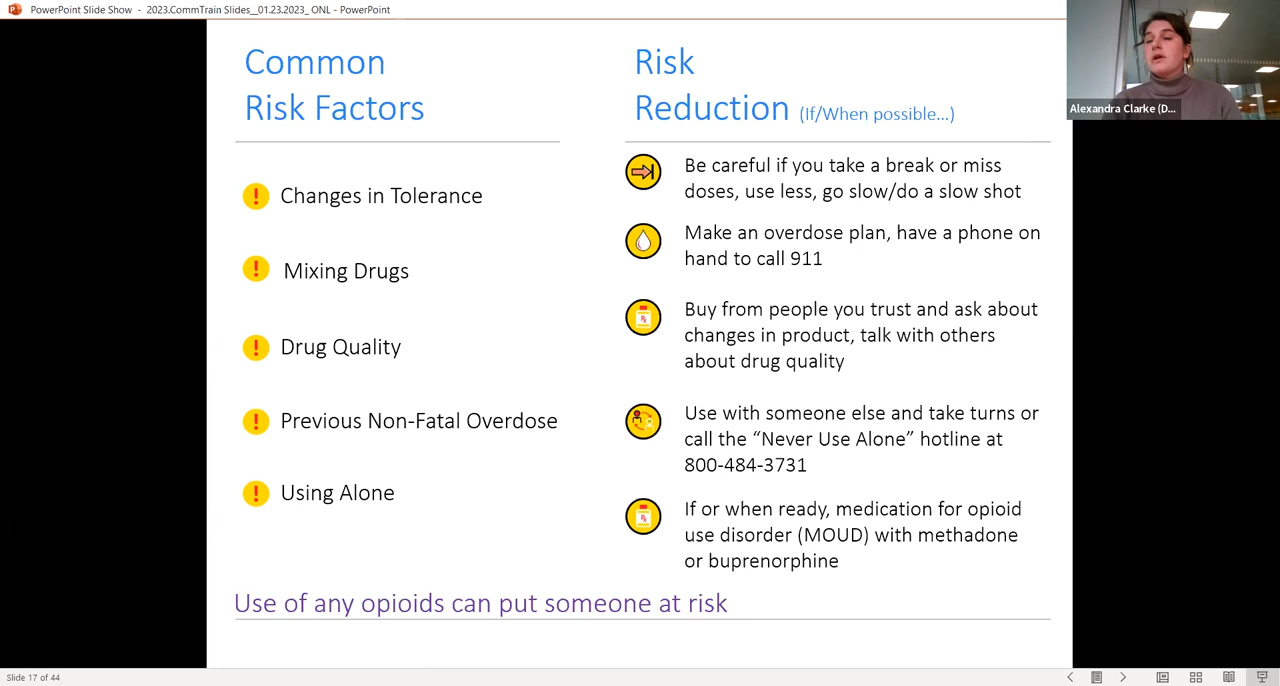 PowerPoint Slide Show - 2023.CommTrain Slides__01.23.2023_ ONL - PowerPoint
Alexandra Clarke (D...
Common
Risk Factors
! Changes in Tolerance
! Mixing Drugs
! Drug Quality
! Previous Non-Fatal Overdose
! Using Alone
Risk
Reduction (If/When possible...)
Be careful if you take a break or miss
doses, use less, go slow/do a slow shot
Make an overdose plan, have a phone on
hand to call 911
Buy from people you trust and ask about
changes in product, talk with others
about drug quality
Use with someone else and take turns or
call the “Never Use Alone” hotline at
800-484-3731
If or when ready, medication for opioid
use disorder (MOUD) with methadone
or buprenorphine
Use of any opioids can put someone at risk
Slide 17 of 44